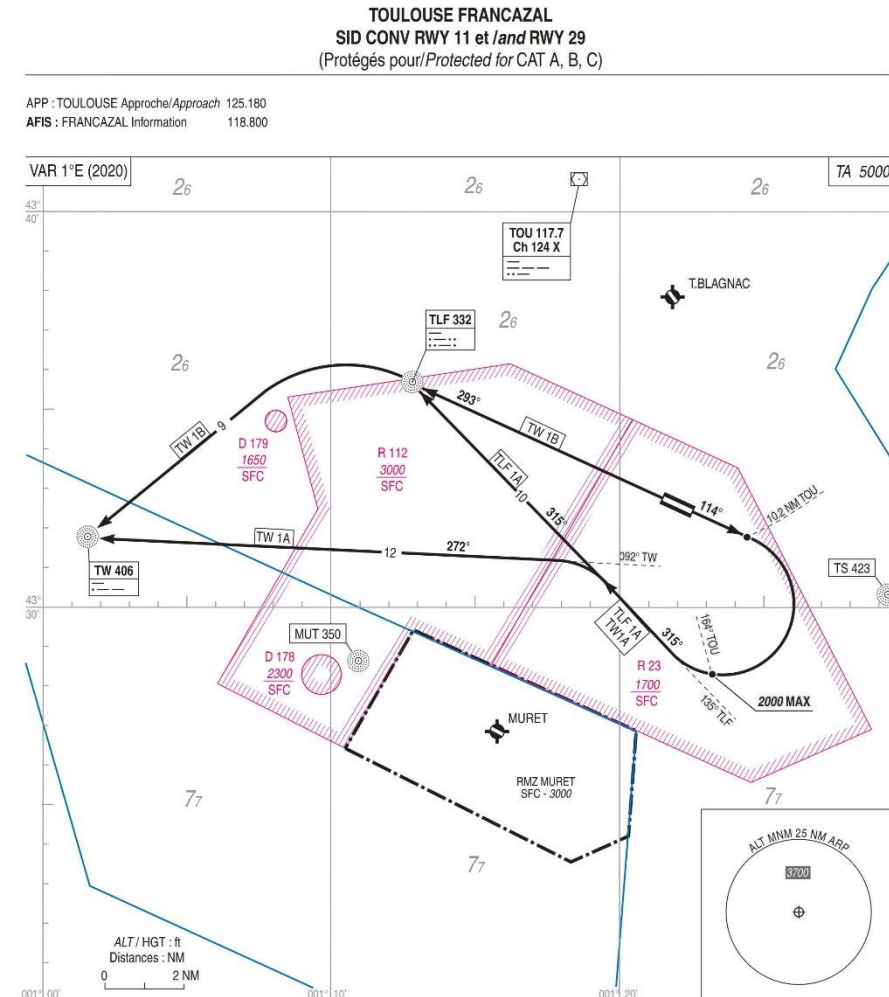 TOULOUSE FRANCAZAL
SID CONV RWY 11 et /and RWY 29
(Protégés pour/Protected for CAT A, B, C)
APP : TOULOUSE Approche/Approach 125.180
AFIS : FRANCAZAL Information 118.800
VAR 1°E (2020)
TA 5000
26
26
26
43°
40'
TOU 117.7
Ch 124 X
T.BLAGNAC
TLF 332
26
26
26
293°
TW 1B
TW 1B
9
D 179
1650
SFC
R 112
3000
SFC
TLF 1A
10
315°
114°
10.2 NM TOU
TW 1A
12
272°
092° TW
TW 406
TS 423
43°
30'
TLF 1A
TW1A
315°
164° TOU
MUT 350
D 178
2300
SFC
R 23
1700
SFC
135° TLF
2000 MAX
MURET
RMZ MURET
SFC - 3000
77
77
77
ALT MNM 25 NM ARP
3700
ALT / HGT : ft
Distances : NM
0 2 NM
001° 00'
001° 10'
001° 20'